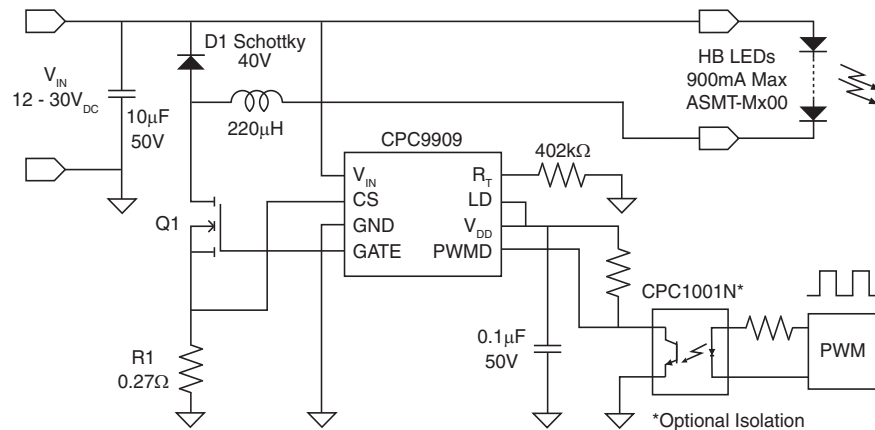 D1 Schottky
40V
V_IN
12 - 30V_DC
10μF
50V
220μH
HB LEDs
900mA Max
ASMT-Mx00
CPC9909
V_IN
CS
GND
GATE
R_T
LD
V_DD
PWMD
402kΩ
Q1
CPC1001N*
R1
0.27Ω
0.1μF
50V
PWM
*Optional Isolation